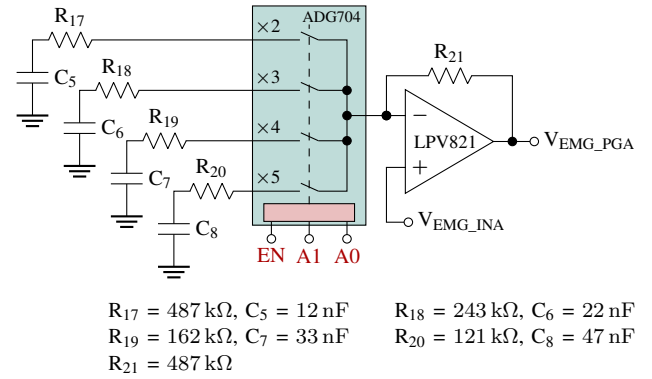 R17
ADG704
×2
C5
R18
×3
R21
C6
R19
×4
−
LPV821
VEMG_PGA
C7
R20
×5
+
C8
VEMG_INA
EN A1 A0
R17 = 487 kΩ, C5 = 12 nF R18 = 243 kΩ, C6 = 22 nF
R19 = 162 kΩ, C7 = 33 nF R20 = 121 kΩ, C8 = 47 nF
R21 = 487 kΩ